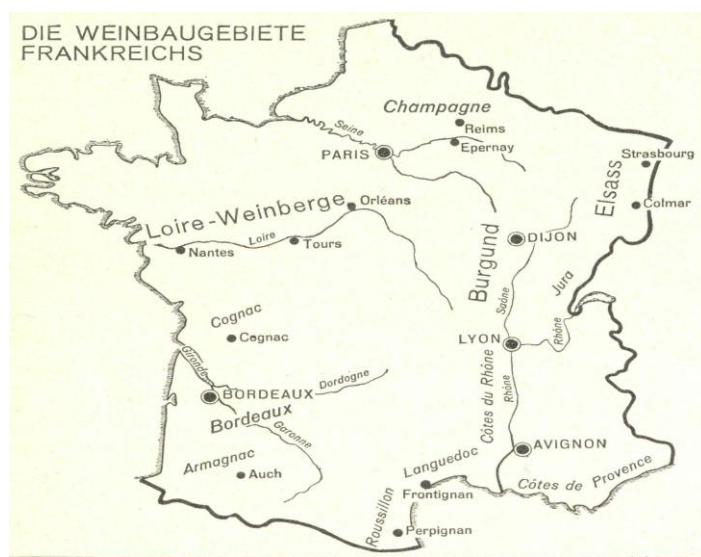 DIE WEINBAUGEBIETE
FRANKREICHS
Champagne
Seine
Reims
Epernay
PARIS
Strasbourg
Elsass
Colmar
Loire-Weinberge
Orléans
Loire
Tours
Nantes
Burgund
DIJON
Saône
Jura
Cognac
Cognac
LYON
Rhône
Gironde
Dordogne
BORDEAUX
Bordeaux
Garonne
Côtes du Rhône
Rhône
Armagnac
Auch
Languedoc
AVIGNON
Frontignan
Côtes de Provence
Roussillon
Perpignan